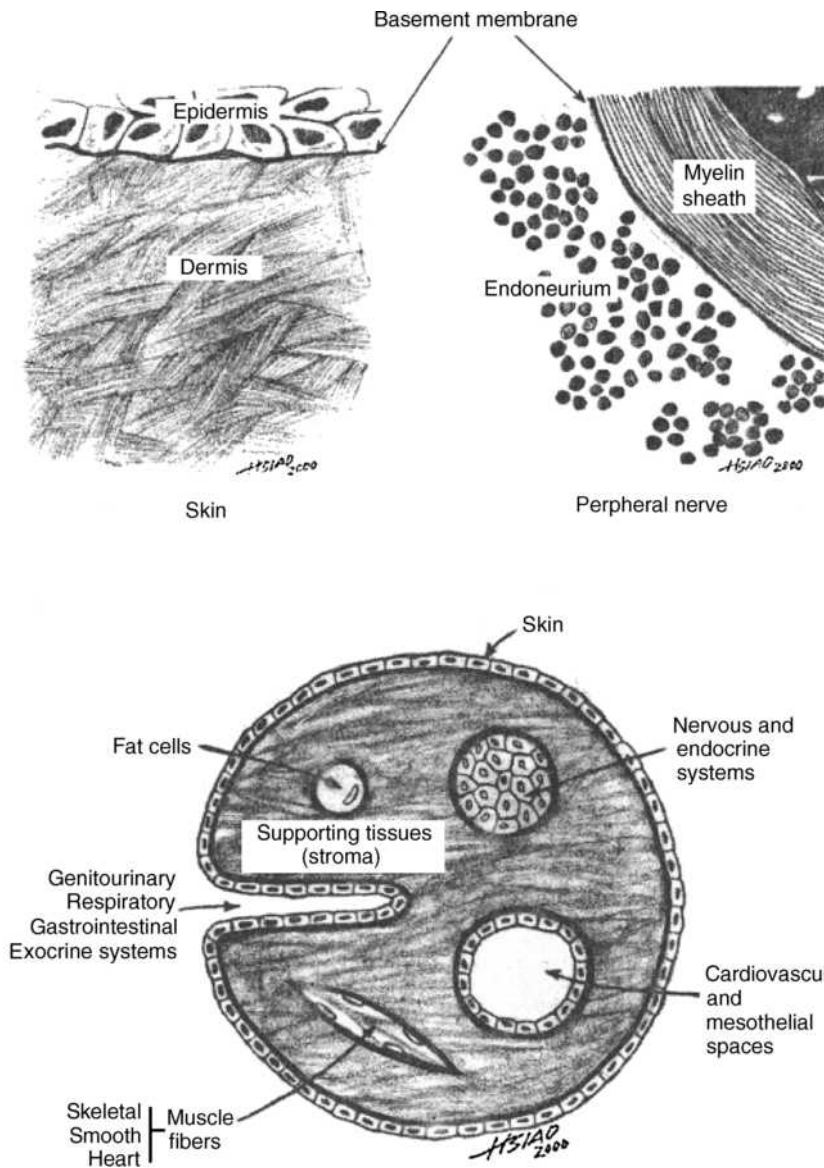 Basement membrane
Epidermis
Dermis
HSIAO
2000
Skin
Myelin
sheath
Endoneurium
HSIAO 2000
Perpheral nerve
Skin
Fat cells
Nervous and
endocrine
systems
Supporting tissues
(stroma)
Genitourinary
Respiratory
Gastrointestinal
Exocrine systems
Cardiovascu
and
mesothelial
spaces
Skeletal
Smooth
Heart
Muscle
fibers
HSIAO
2000